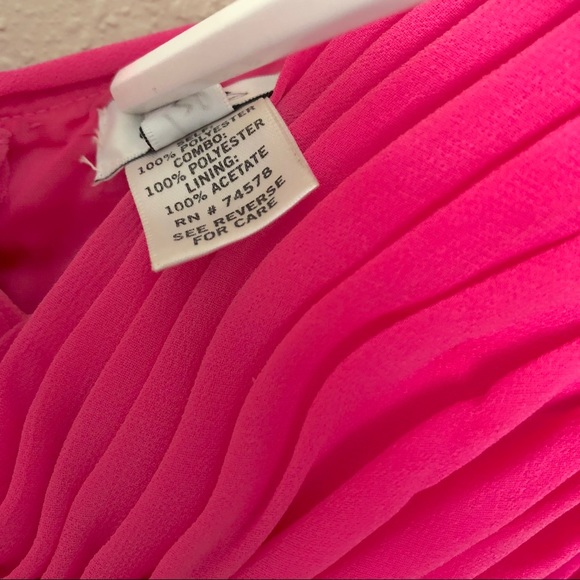 100% POLYESTER
COMBO:
100% POLYESTER
LINING:
100% ACETATE
RN # 74578
SEE REVERSE
FOR CARE